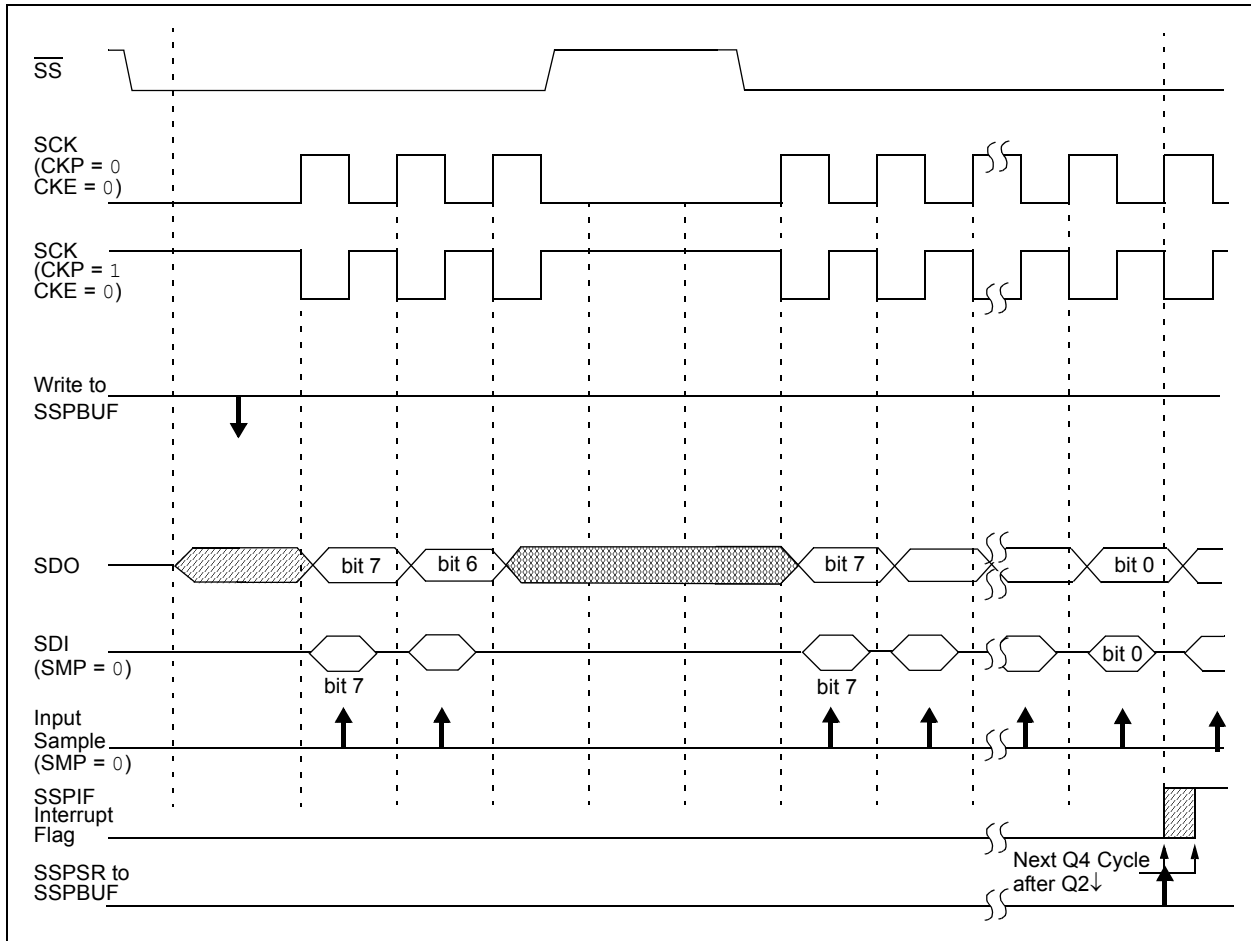 SS
SCK
(CKP = 0
CKE = 0)
SCK
(CKP = 1
CKE = 0)
Write to
SSPBUF
SDO
bit 7
bit 6
bit 7
bit 0
SDI
(SMP = 0)
bit 7
bit 7
bit 0
Input
Sample
(SMP = 0)
SSPIF
Interrupt
Flag
SSPSR to
SSPBUF
Next Q4 Cycle
after Q2↓